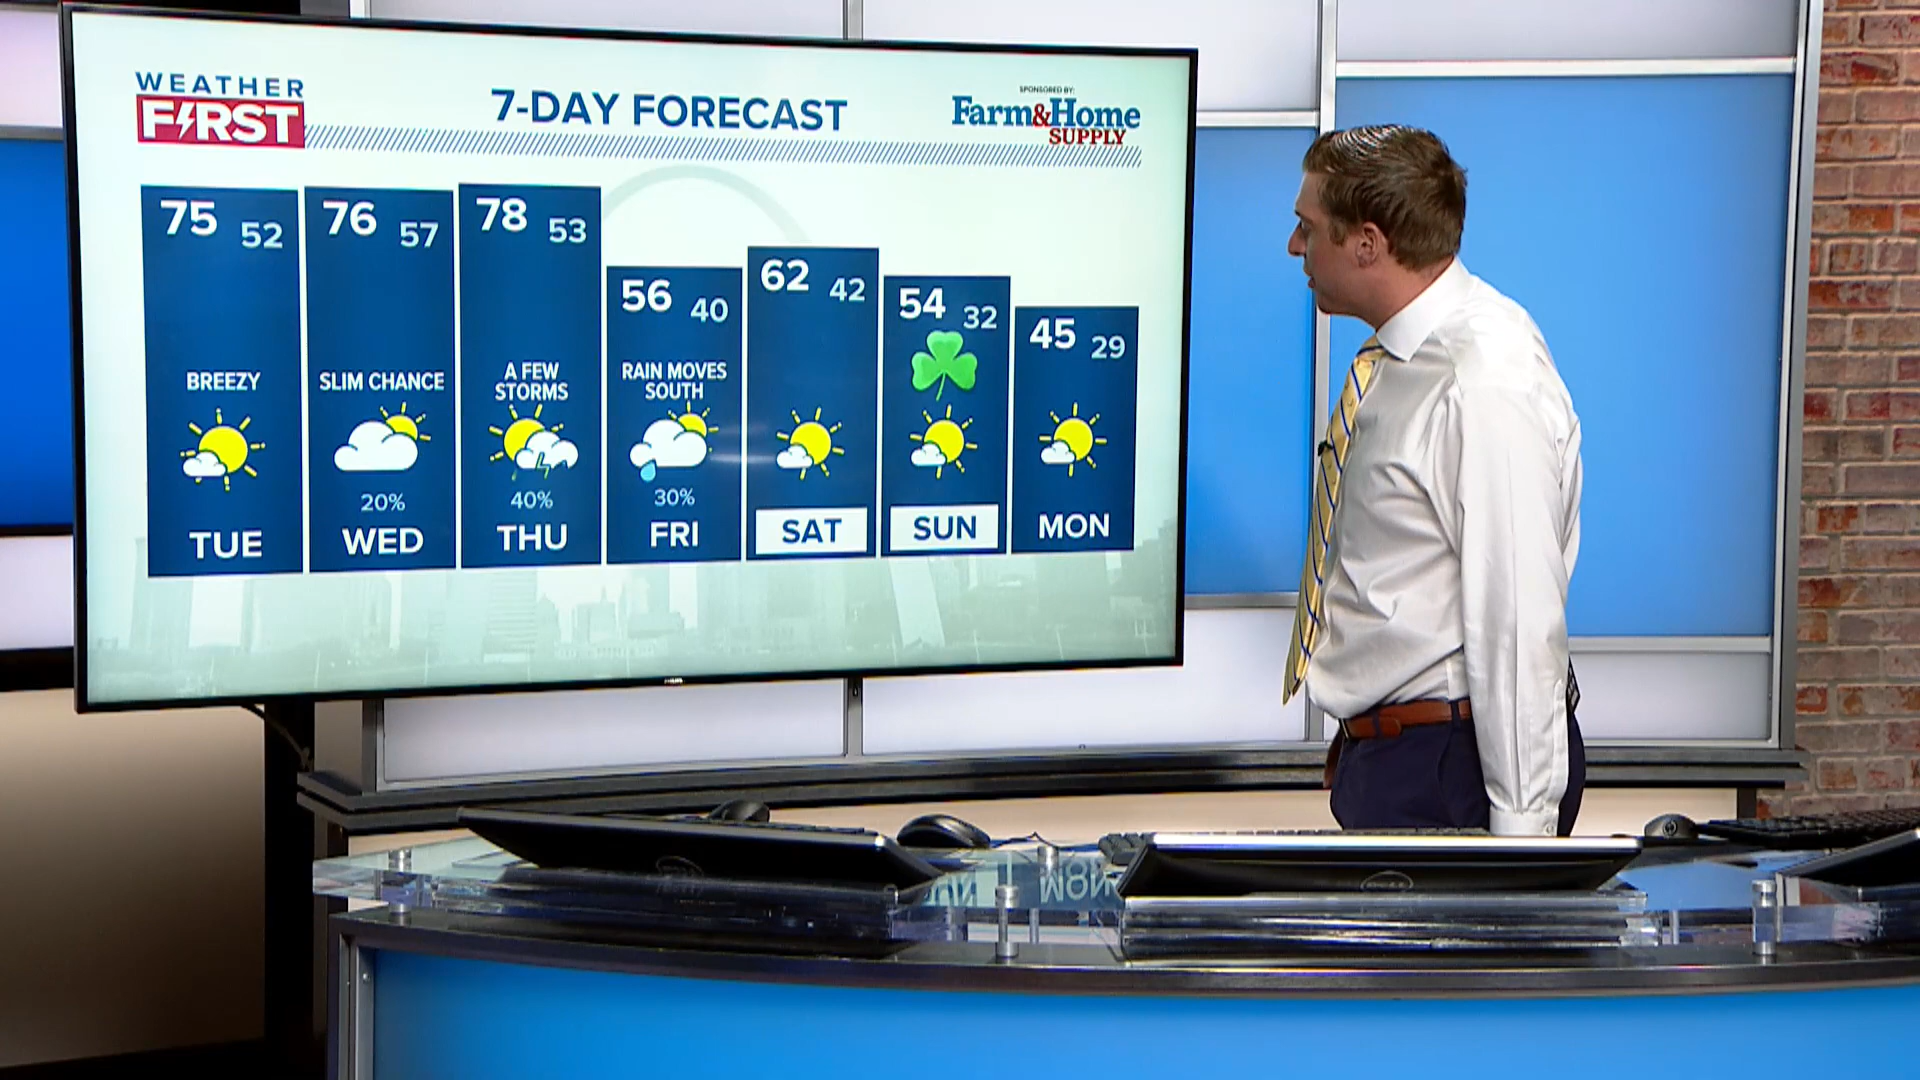 WEATHER
FIRST
7-DAY FORECAST
SPONSORED BY:
Farm&Home
SUPPLY
75 52
BREEZY
TUE
76 57
SLIM CHANCE
20%
WED
78 53
A FEW
STORMS
40%
THU
56 40
RAIN MOVES
SOUTH
30%
FRI
62 42
SAT
54 32
SUN
45 29
MON
PHILIPS
DELL